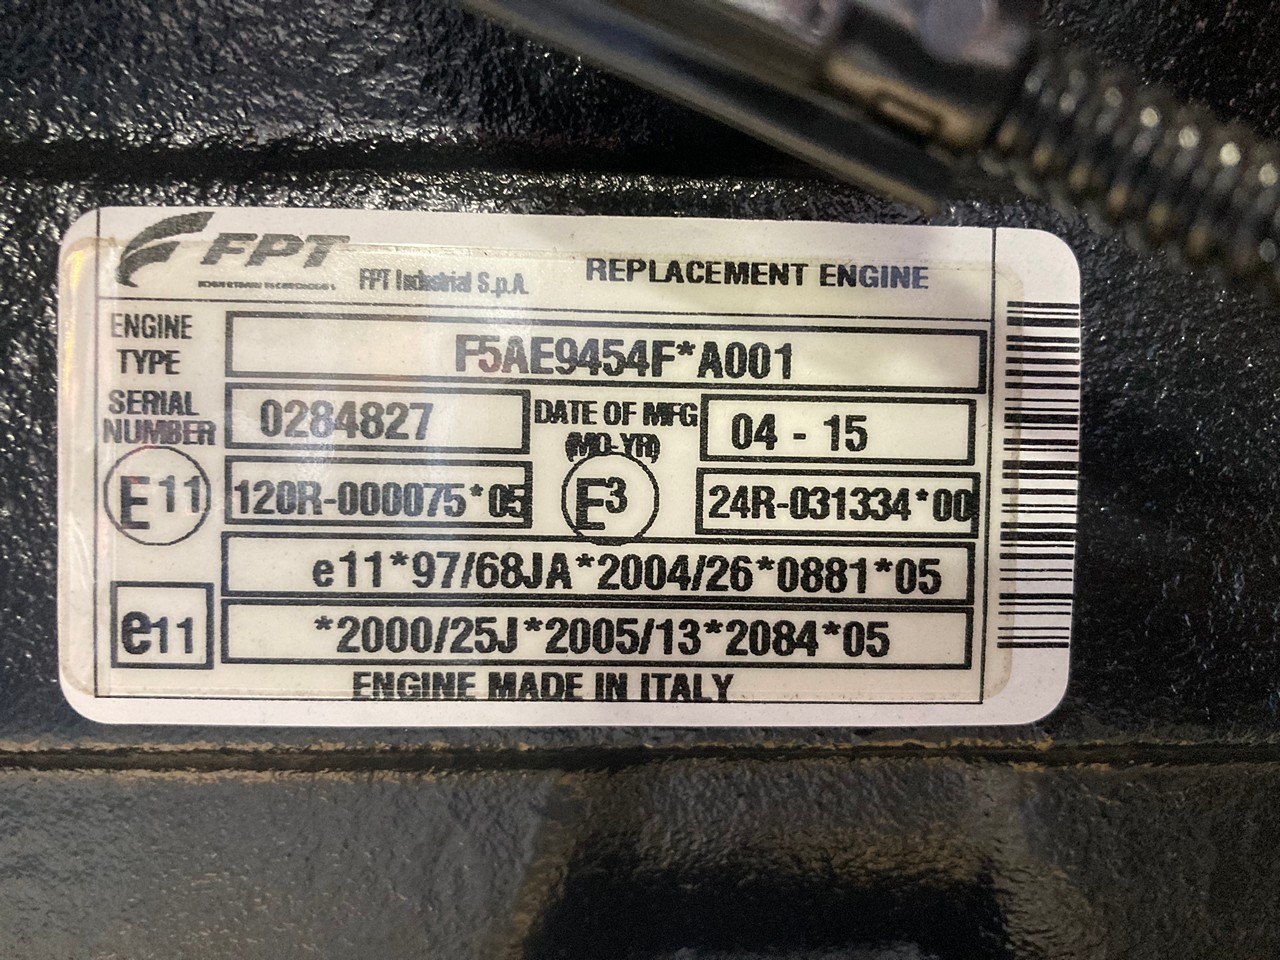 FPT
POWERTRAIN TECHNOLOGIES
FPT Industrial S.p.A.
REPLACEMENT ENGINE
ENGINE TYPE
F5AE9454F*A001
SERIAL NUMBER
0284827
DATE OF MFG (MO-YR)
04 - 15
E11
120R-000075*05
E3
24R-031334*00
e11*97/68JA*2004/26*0881*05
e11
*2000/25J*2005/13*2084*05
ENGINE MADE IN ITALY